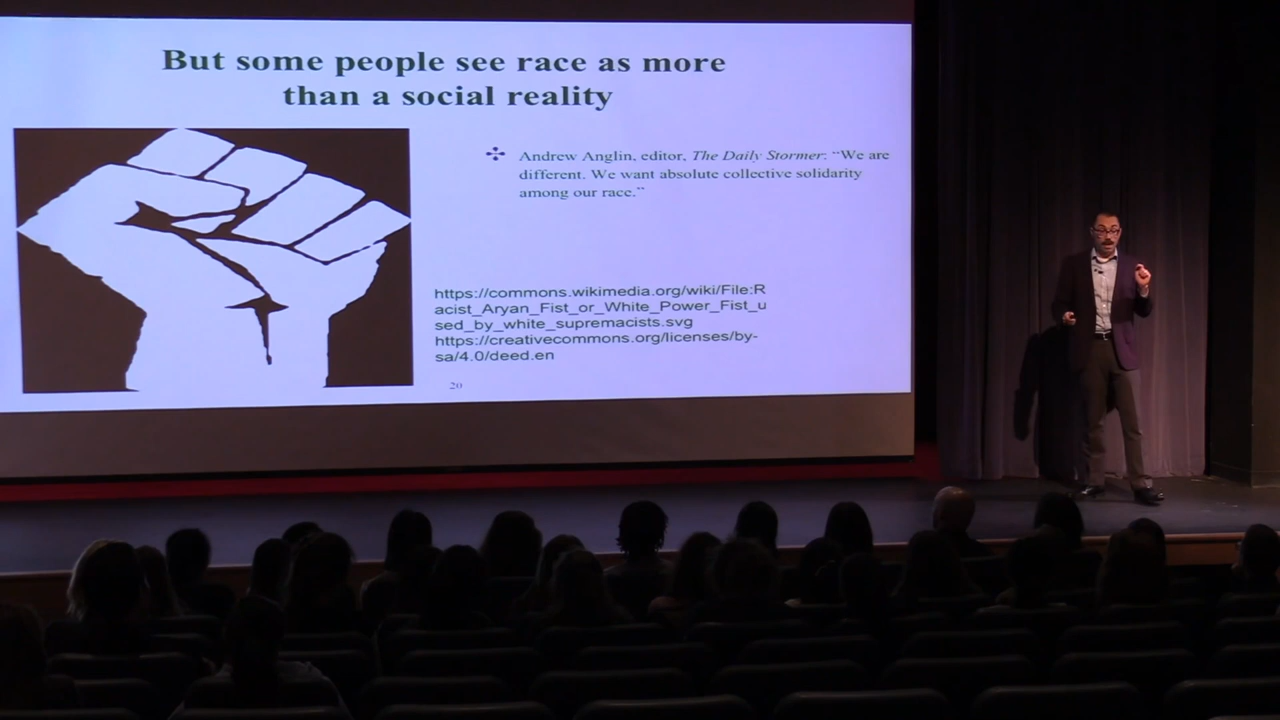 But some people see race as more
than a social reality
Andrew Anglin, editor, The Daily Stormer: “We are
different. We want absolute collective solidarity
among our race.”
https://commons.wikimedia.org/wiki/File:R
acist_Aryan_Fist_or_White_Power_Fist_u
sed_by_white_supremacists.svg
https://creativecommons.org/licenses/by-
sa/4.0/deed.en
20